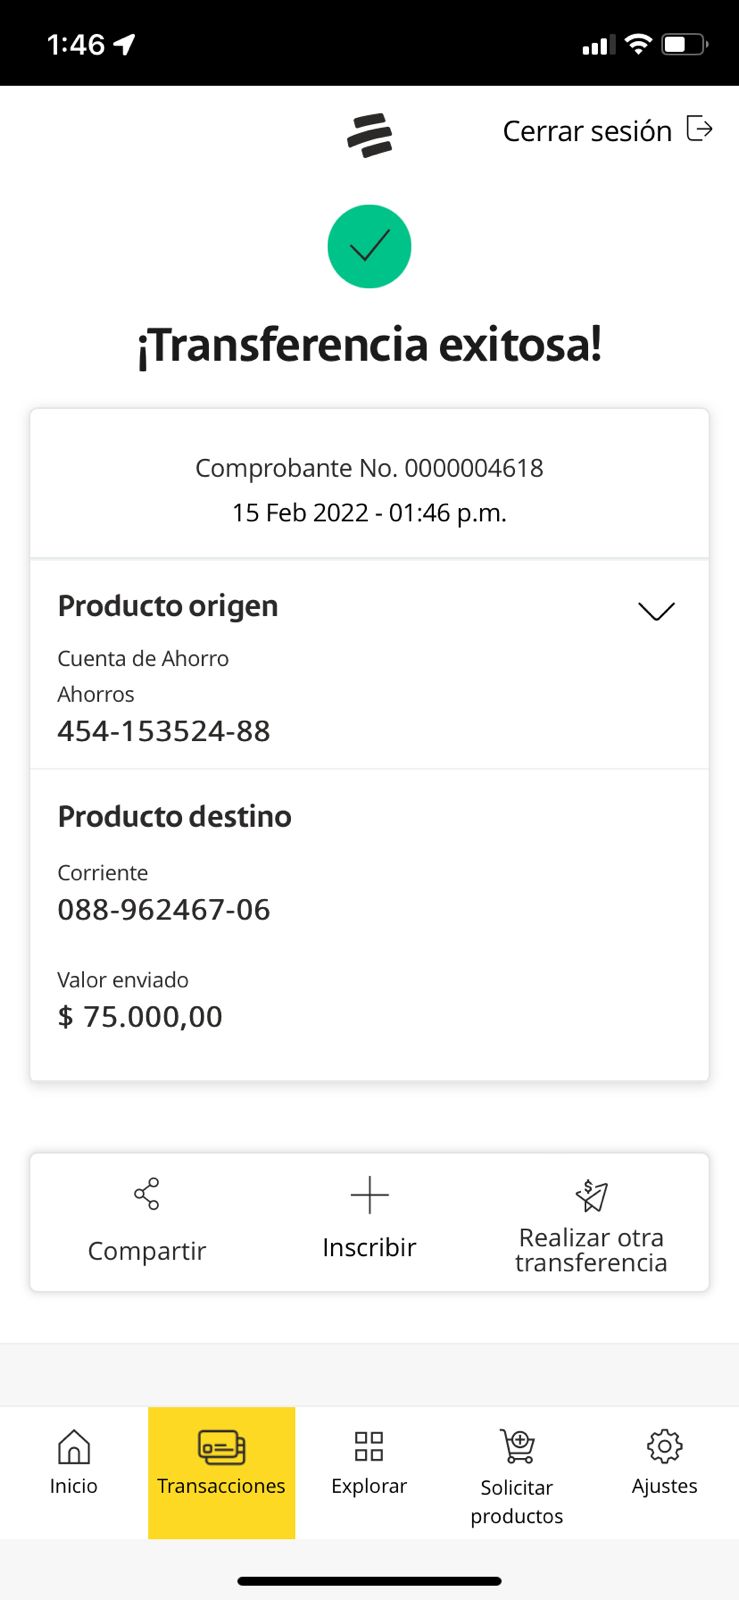 1:46
Cerrar sesión
¡Transferencia exitosa!
Comprobante No. 0000004618
15 Feb 2022 - 01:46 p.m.
Producto origen
Cuenta de Ahorro
Ahorros
454-153524-88
Producto destino
Corriente
088-962467-06
Valor enviado
$ 75.000,00
Compartir
Inscribir
Realizar otra
transferencia
Inicio
Transacciones
Explorar
Solicitar
productos
Ajustes